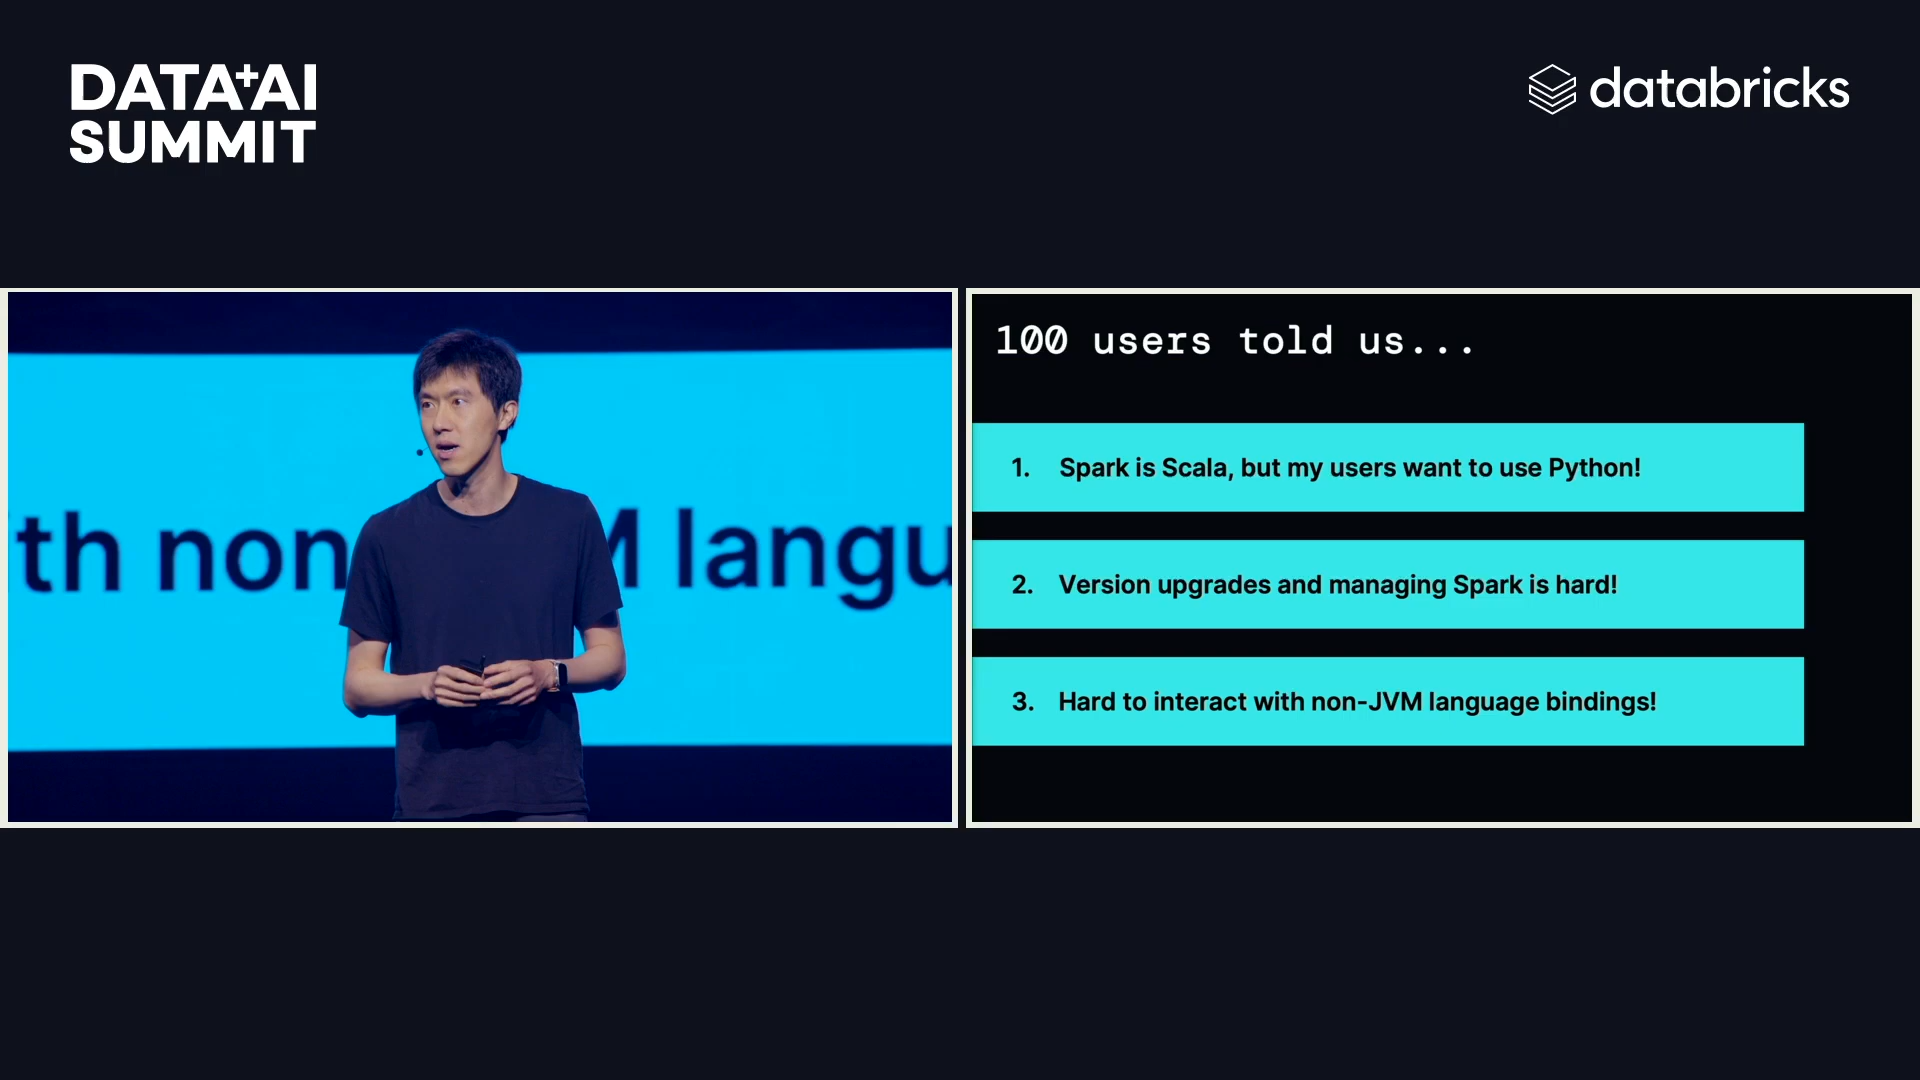 DATA+AI
SUMMIT
databricks
th non M langu
100 users told us...
1. Spark is Scala, but my users want to use Python!
2. Version upgrades and managing Spark is hard!
3. Hard to interact with non-JVM language bindings!